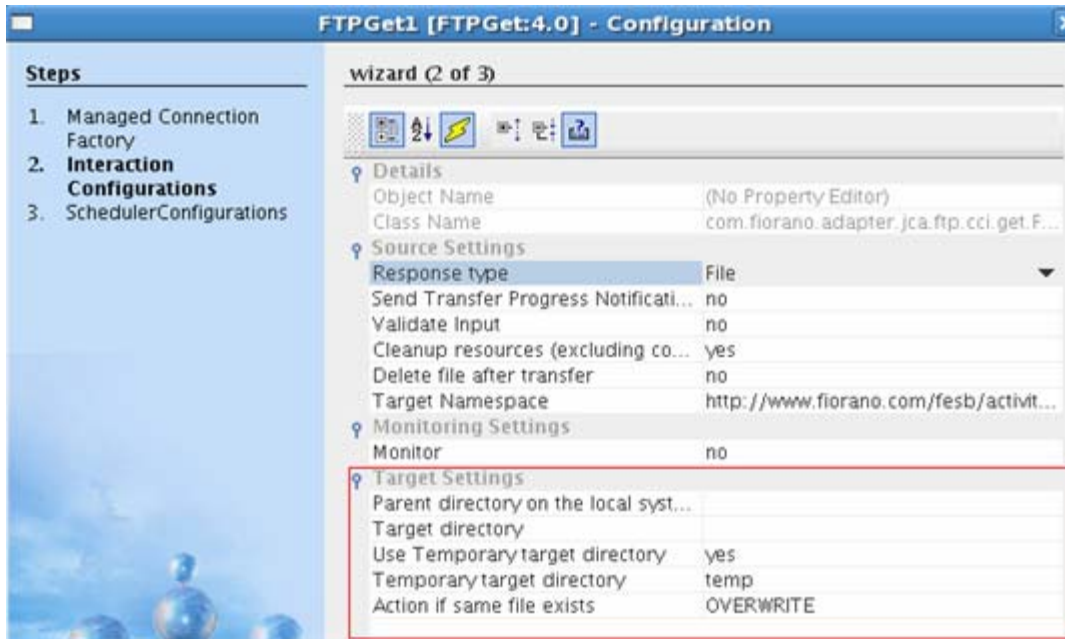 FTPGet1 [FTPGet:4.0] - Configuration
Steps
1. Managed Connection
Factory
2. Interaction
Configurations
3. SchedulerConfigurations
wizard (2 of 3)
Details
Object Name (No Property Editor)
Class Name com.fiorano.adapter.jca.ftp.cci.get.F...
Source Settings
Response type File
Send Transfer Progress Notificati... no
Validate Input no
Cleanup resources (excluding co... yes
Delete file after transfer no
Target Namespace http://www.fiorano.com/fesb/activit...
Monitoring Settings
Monitor no
Target Settings
Parent directory on the local syst...
Target directory
Use Temporary target directory yes
Temporary target directory temp
Action if same file exists OVERWRITE